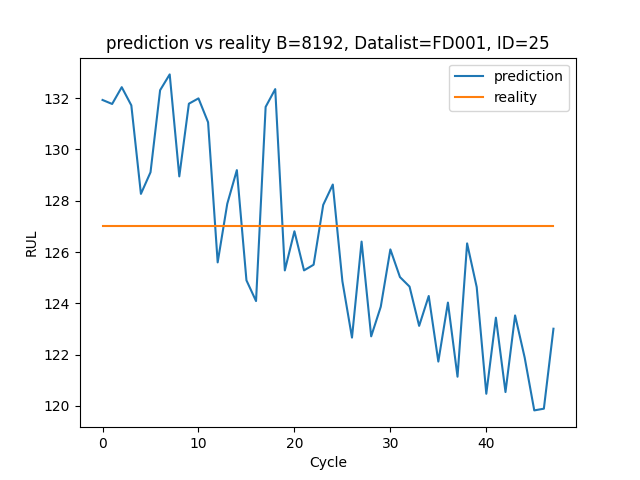 prediction vs reality B=8192, Datalist=FD001, ID=25
prediction
reality
132
130
128
126
124
122
120
RUL
0 10 20 30 40
Cycle